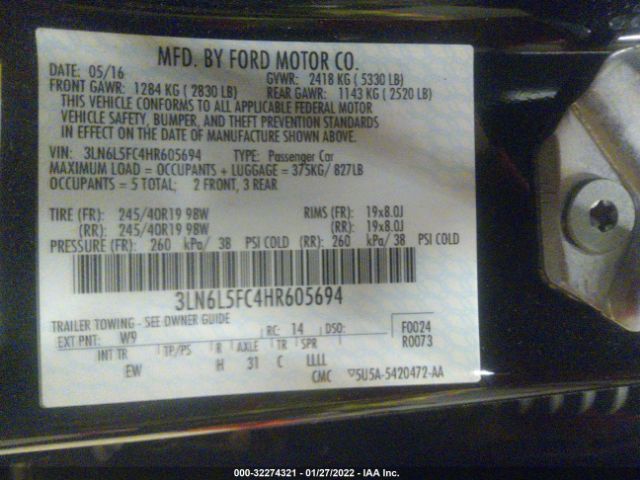 MFD. BY FORD MOTOR CO.
DATE: 05/16 GVWR: 2418 KG ( 5330 LB)
FRONT GAWR: 1284 KG ( 2830 LB) REAR GAWR: 1143 KG ( 2520 LB)
THIS VEHICLE CONFORMS TO ALL APPLICABLE FEDERAL MOTOR
VEHICLE SAFETY, BUMPER, AND THEFT PREVENTION STANDARDS
IN EFFECT ON THE DATE OF MANUFACTURE SHOWN ABOVE.
VIN: 3LN6L5FC4HR605694 TYPE: Passenger Car
MAXIMUM LOAD = OCCUPANTS + LUGGAGE = 375KG/ 827LB
OCCUPANTS = 5 TOTAL; 2 FRONT, 3 REAR
TIRE (FR): 245/40R19 98W RIMS (FR): 19x8.0J
(RR): 245/40R19 98W (RR): 19x8.0J
PRESSURE (FR): 260 kPa/ 38 PSI COLD (RR): 260 kPa/ 38 PSI COLD
3LN6L5FC4HR605694
TRAILER TOWING - SEE OWNER GUIDE
EXT PNT: W9 RC: 14 DSO: F0024
R0073
INT TR TP/PS R AXLE TR SPR
EW H 31 C LLLL
CMC ▽5U5A-5420472-AA
000-32274321 | 01/27/2022 - IAA Inc.